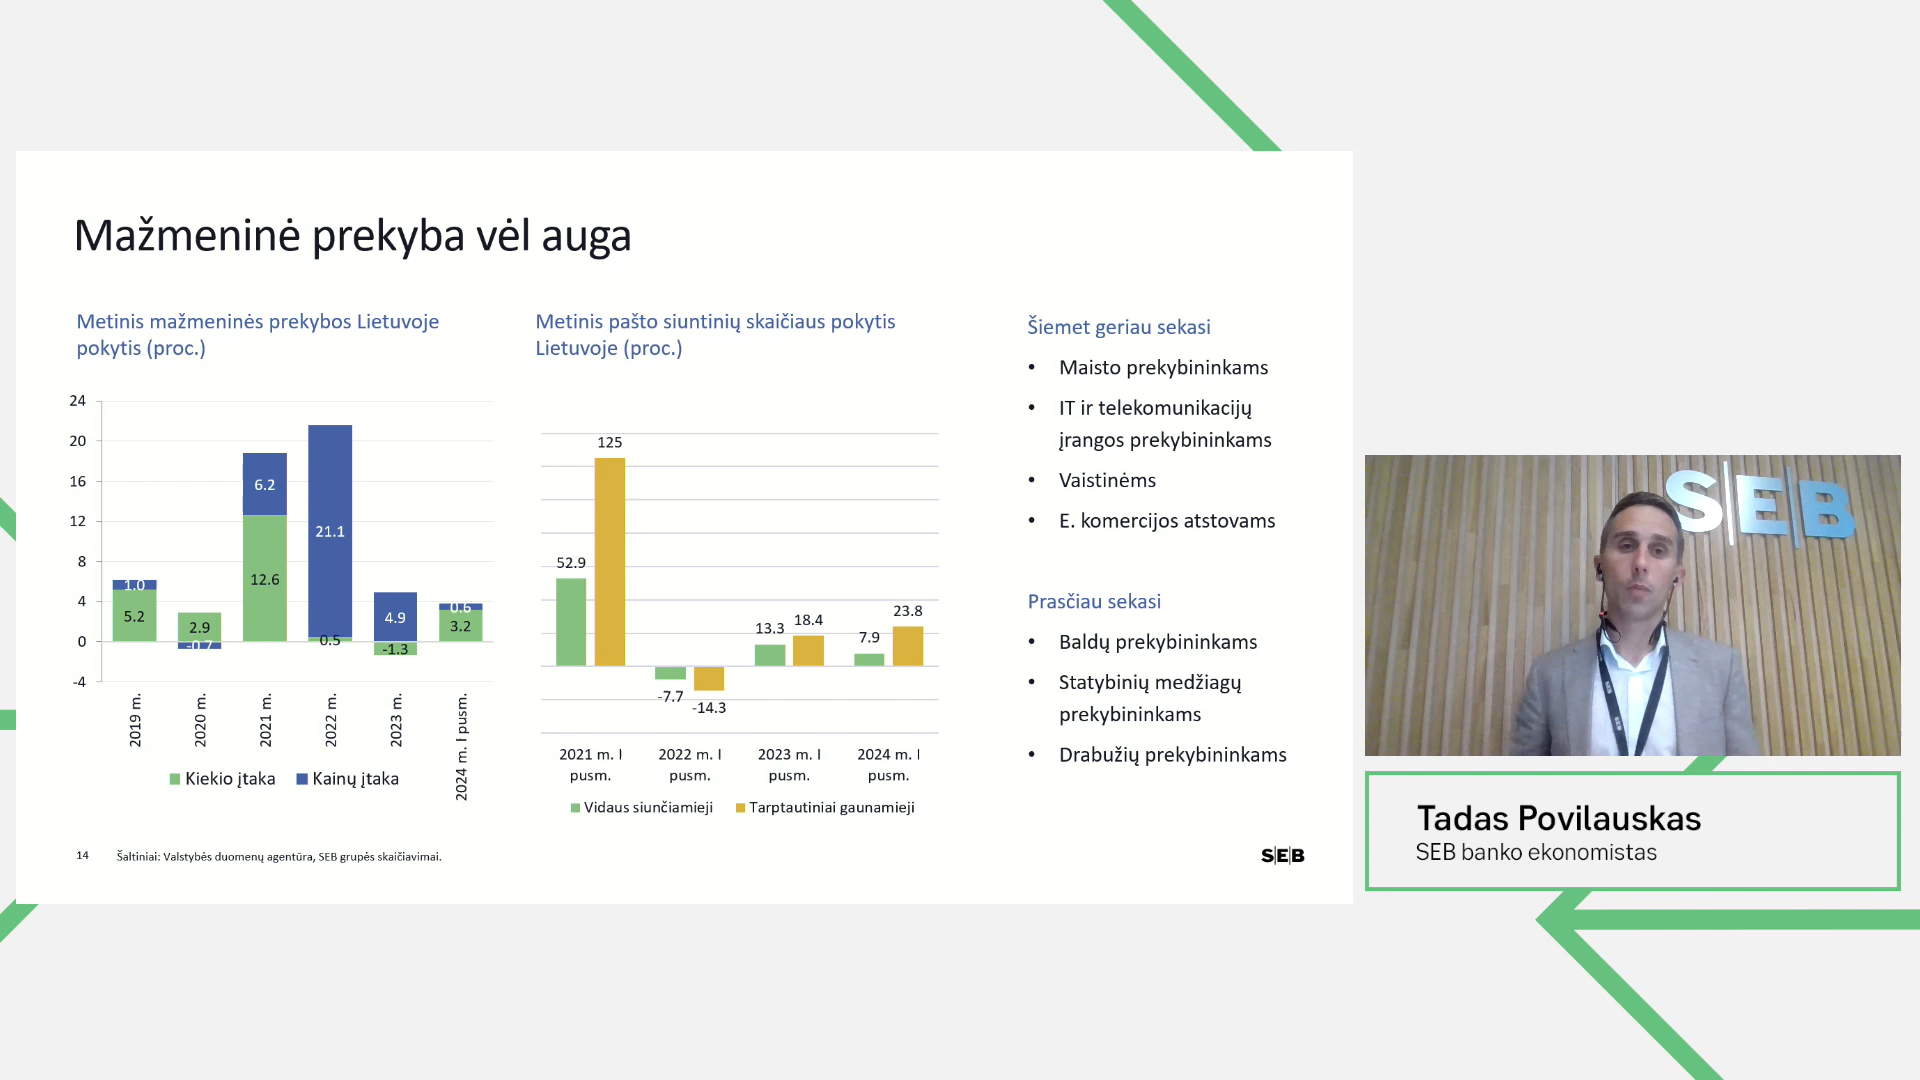 Mažmeninė prekyba vėl auga
Metinis mažmeninės prekybos Lietuvoje
pokytis (proc.)
24
20
16
12
8
4
0
-4
1.0
5.2
2.9
-0.7
6.2
12.6
21.1
0.5
4.9
-1.3
0.6
3.2
2019 m.
2020 m.
2021 m.
2022 m.
2023 m.
2024 m. I pusm.
Kiekio įtaka
Kainų įtaka
Metinis pašto siuntinių skaičiaus pokytis
Lietuvoje (proc.)
52.9
125
-7.7
-14.3
13.3
18.4
7.9
23.8
2021 m. I
pusm.
2022 m. I
pusm.
2023 m. I
pusm.
2024 m. I
pusm.
Vidaus siunčiamieji
Tarptautiniai gaunamieji
Šiemet geriau sekasi
• Maisto prekybininkams
• IT ir telekomunikacijų
įrangos prekybininkams
• Vaistinėms
• E. komercijos atstovams
Prasčiau sekasi
• Baldų prekybininkams
• Statybinių medžiagų
prekybininkams
• Drabužių prekybininkams
14
Šaltiniai: Valstybės duomenų agentūra, SEB grupės skaičiavimai.
S|E|B
S|E|B
Tadas Povilauskas
SEB banko ekonomistas